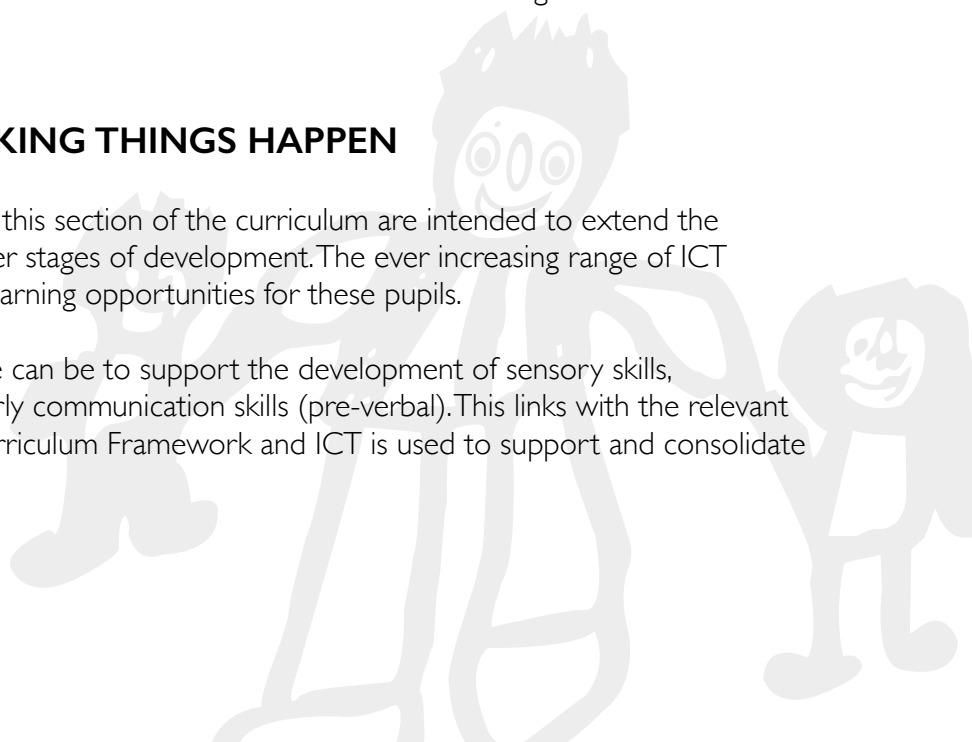 KING THINGS HAPPEN
this section of the curriculum are intended to extend the
er stages of development. The ever increasing range of ICT
arning opportunities for these pupils.
e can be to support the development of sensory skills,
rly communication skills (pre-verbal). This links with the relevant
rriculum Framework and ICT is used to support and consolidate